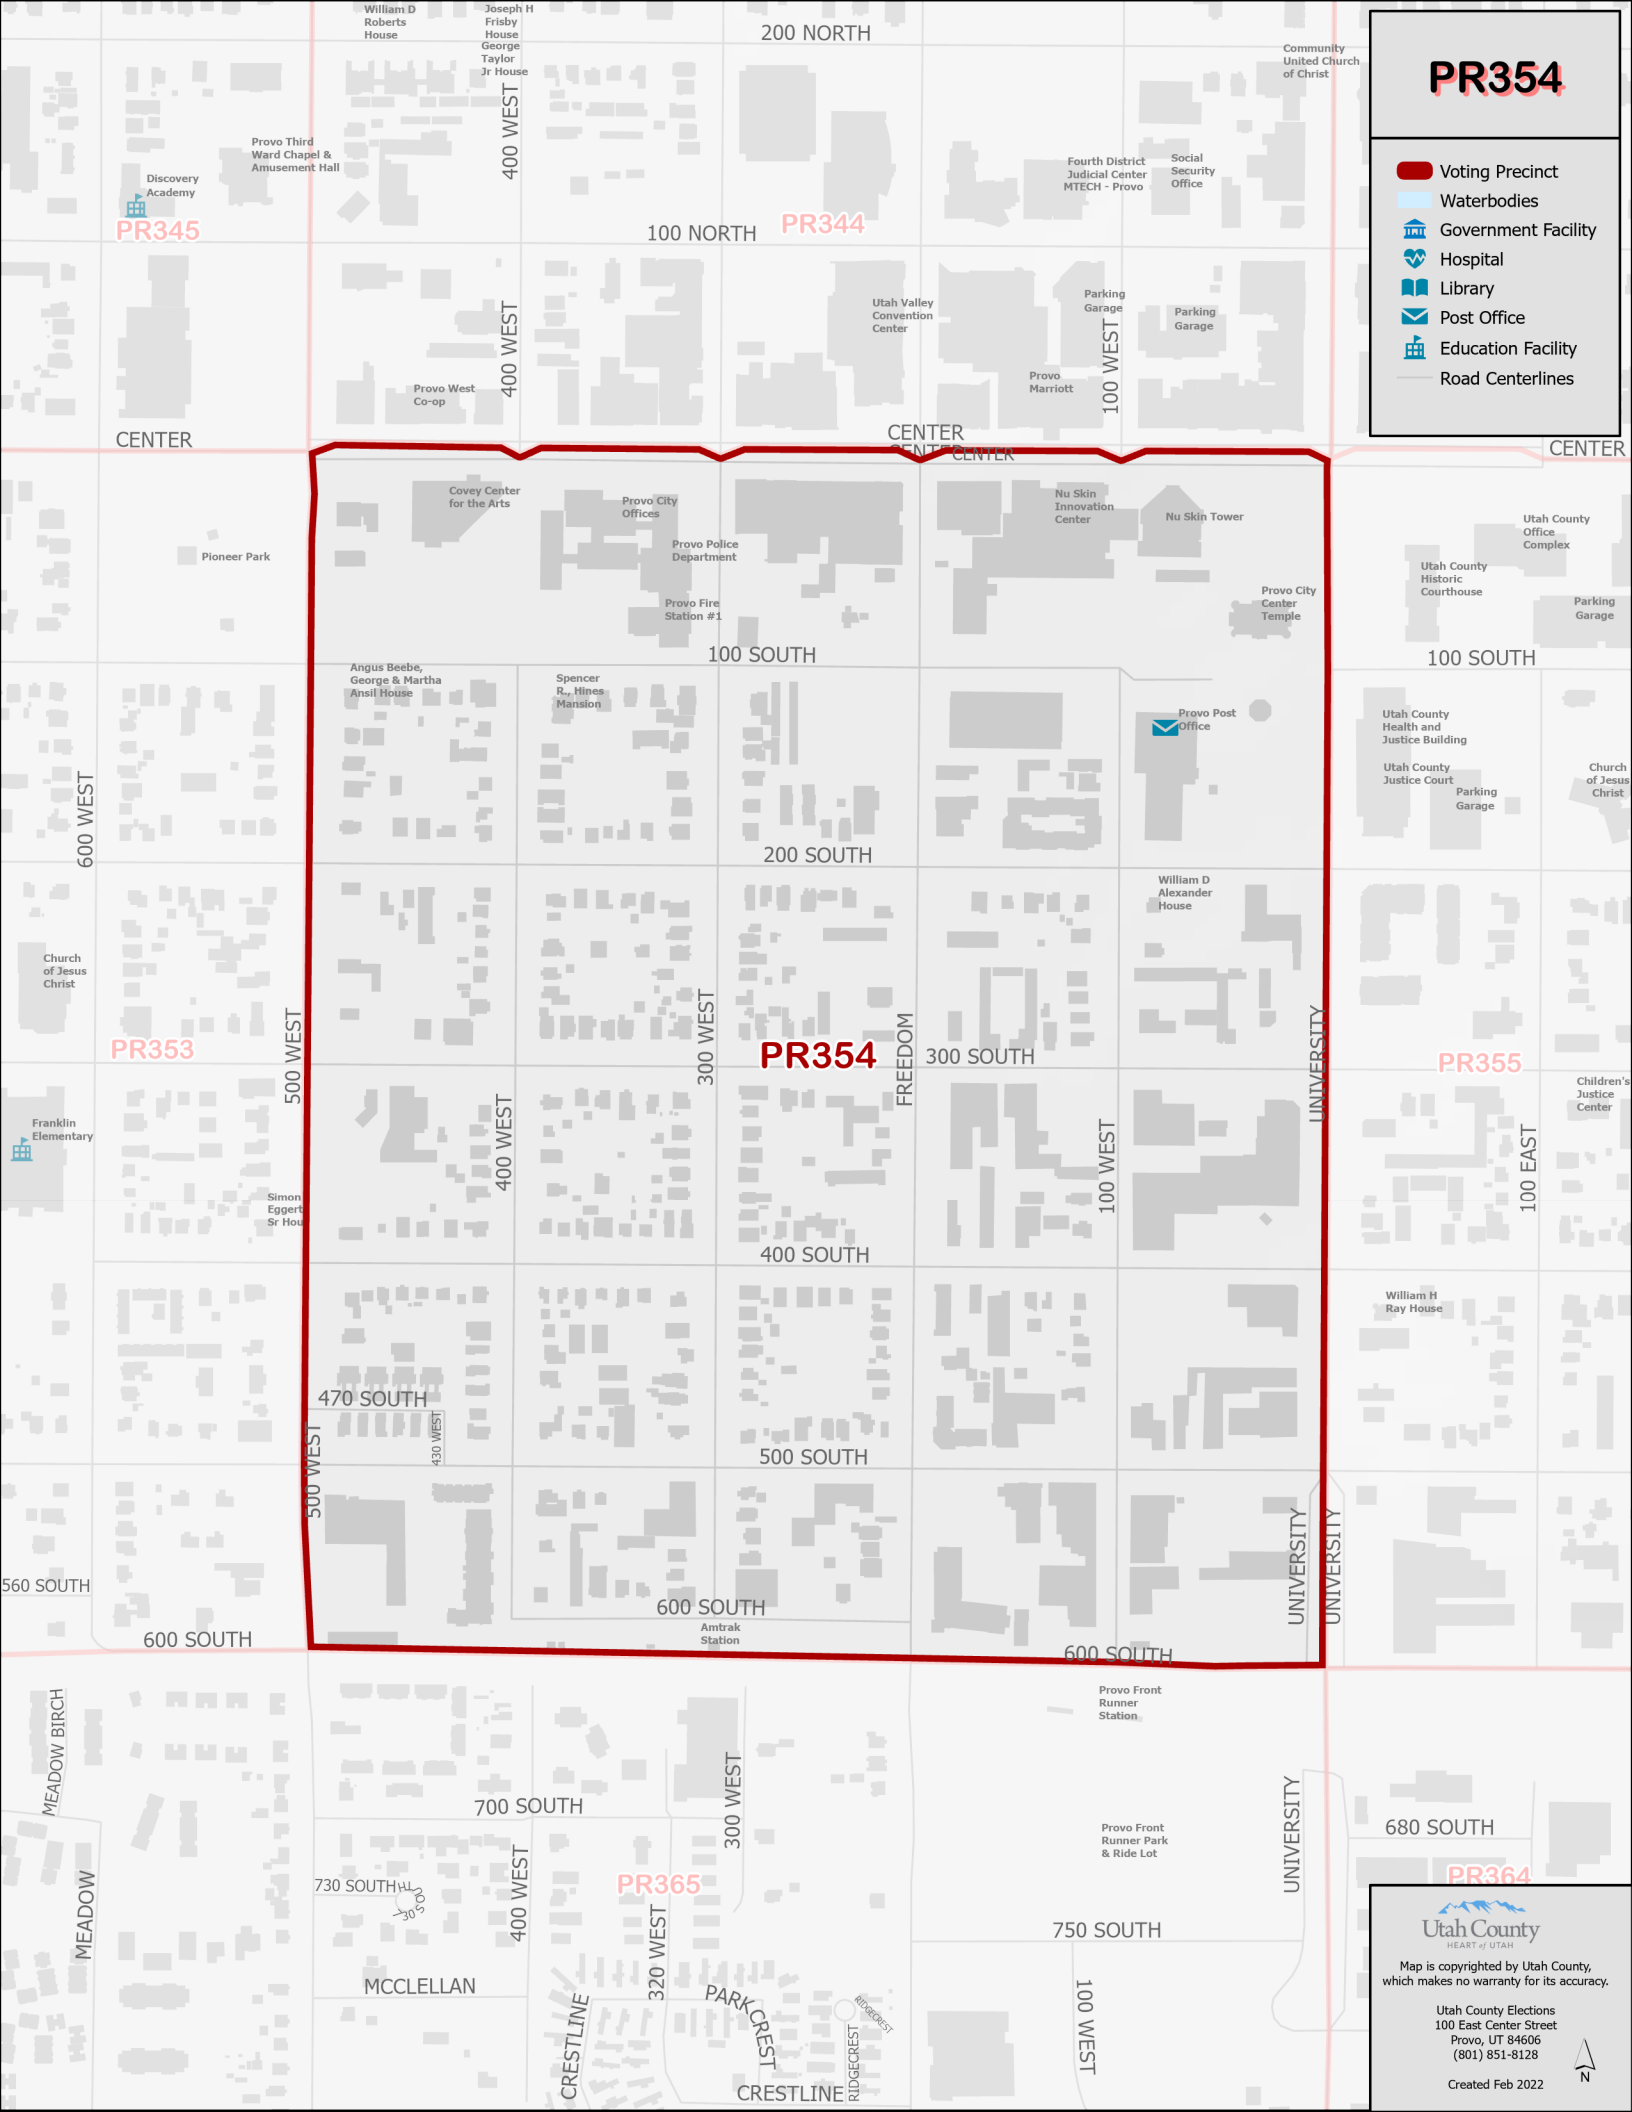 William D
Roberts
House
Joseph H
Frisby
House
George
Taylor
Jr House
200 NORTH
Community
United Church
of Christ
400 WEST
Provo Third
Ward Chapel &
Amusement Hall
Discovery
Academy
PR345
Fourth District
Judicial Center
MTECH - Provo
Social
Security
Office
100 NORTH
PR344
400 WEST
Utah Valley
Convention
Center
Parking
Garage
Parking
Garage
100 WEST
Provo West
Co-op
Provo
Marriott
PR354
Voting Precinct
Waterbodies
Government Facility
Hospital
Library
Post Office
Education Facility
Road Centerlines
CENTER
CENTER
CENTER
CENTER
CENTER
Covey Center
for the Arts
Provo City
Offices
Provo Police
Department
Provo Fire
Station #1
Nu Skin
Innovation
Center
Nu Skin Tower
Provo City
Center
Temple
Utah County
Office
Complex
Utah County
Historic
Courthouse
Parking
Garage
Pioneer Park
100 SOUTH
100 SOUTH
Angus Beebe,
George & Martha
Ansil House
Spencer
R., Hines
Mansion
Provo Post
Office
Utah County
Health and
Justice Building
Utah County
Justice Court
Parking
Garage
Church
of Jesus
Christ
600 WEST
200 SOUTH
William D
Alexander
House
Church
of Jesus
Christ
PR353
500 WEST
300 WEST
PR354
FREEDOM
300 SOUTH
UNIVERSITY
PR355
Children's
Justice
Center
Franklin
Elementary
400 WEST
100 WEST
100 EAST
Simon
Eggert
Sr Hou
400 SOUTH
William H
Ray House
470 SOUTH
430 WEST
500 WEST
500 SOUTH
UNIVERSITY
UNIVERSITY
560 SOUTH
600 SOUTH
600 SOUTH
Amtrak
Station
600 SOUTH
Provo Front
Runner
Station
MEADOW BIRCH
700 SOUTH
300 WEST
UNIVERSITY
Provo Front
Runner Park
& Ride Lot
680 SOUTH
MEADOW
730 SOUTH
730 S
400 WEST
PR365
320 WEST
PR364
750 SOUTH
MCCLELLAN
CRESTLINE
PARKCREST
RIDGECREST
RIDGECREST
CRESTLINE
100 WEST
Utah County
HEART of UTAH
Map is copyrighted by Utah County,
which makes no warranty for its accuracy.
Utah County Elections
100 East Center Street
Provo, UT 84606
(801) 851-8128
Created Feb 2022
N